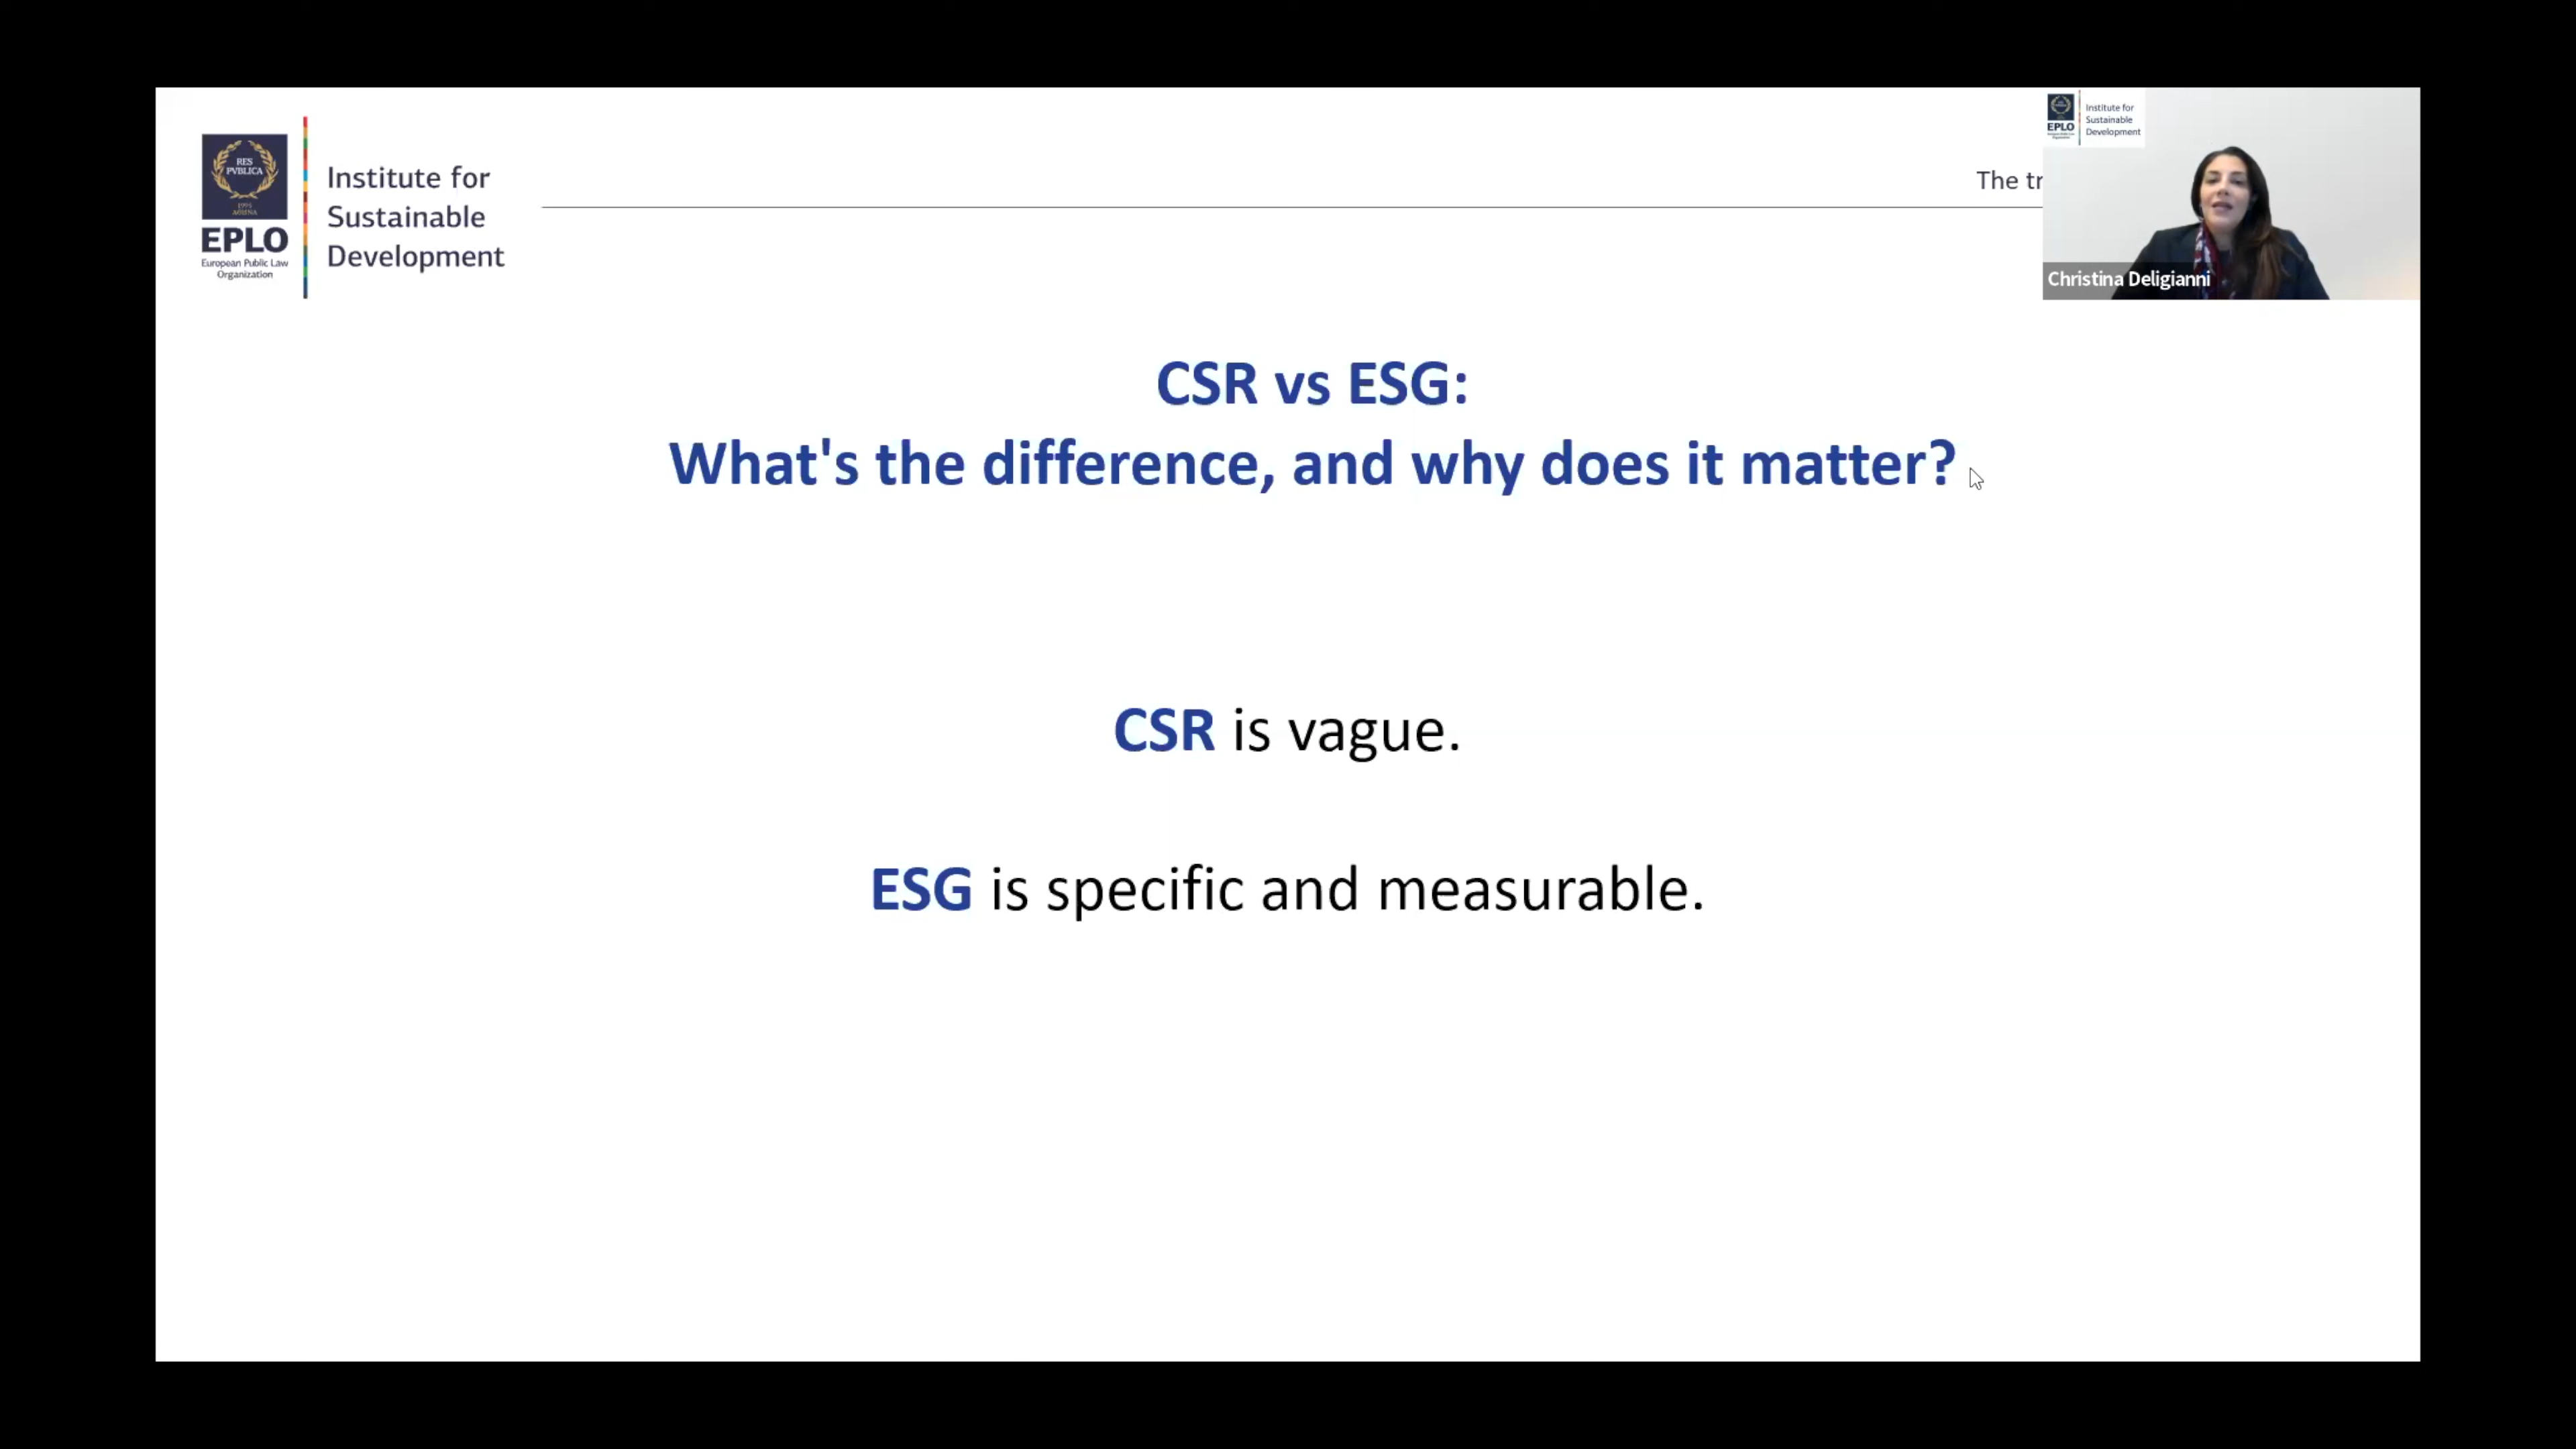 RES
PVBLICA
1995
EPLO
European Public Law
Organization
Institute for
Sustainable
Development
The tr
EPLO
Institute for
Sustainable
Development
Christina Deligianni
CSR vs ESG:
What's the difference, and why does it matter?
CSR is vague.
ESG is specific and measurable.